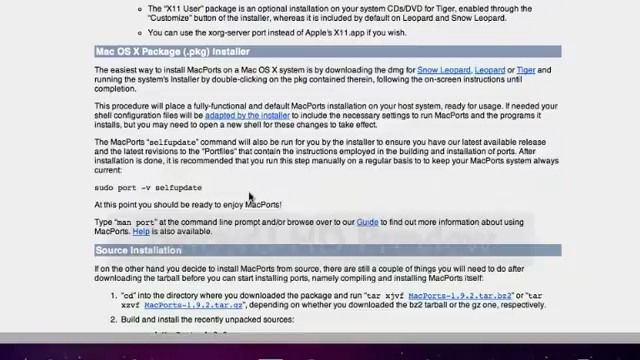 The "X11 User" package is an optional installation on your system CDs/DVD for Tiger, enabled through the
"Customize" button of the installer, whereas it is included by default on Leopard and Snow Leopard.
You can use the xorg-server port instead of Apple's X11.app if you wish.
Mac OS X Package (.pkg) Installer
The easiest way to install MacPorts on a Mac OS X system is by downloading the dmg for Snow Leopard, Leopard or Tiger and
running the system's Installer by double-clicking on the pkg contained therein, following the on-screen instructions until
completion.
This procedure will place a fully-functional and default MacPorts installation on your host system, ready for usage. If needed your
shell configuration files will be adapted by the installer to include the necessary settings to run MacPorts and the programs it
installs, but you may need to open a new shell for these changes to take effect.
The MacPorts "selfupdate" command will also be run for you by the installer to ensure you have our latest available release
and the latest revisions to the "Portfiles" that contain the instructions employed in the building and installation of ports. After
installation is done, it is recommended that you run this step manually on a regular basis to to keep your MacPorts system always
current:
sudo port -v selfupdate
At this point you should be ready to enjoy MacPorts!
Type "man port" at the command line prompt and/or browse over to our Guide to find out more information about using
MacPorts. Help is also available.
Source Installation
If on the other hand you decide to install MacPorts from source, there are still a couple of things you will need to do after
downloading the tarball before you can start installing ports, namely compiling and installing MacPorts itself:
1. "cd" into the directory where you downloaded the package and run "tar xjvf MacPorts-1.9.2.tar.bz2" or "tar
xzvf MacPorts-1.9.2.tar.gz", depending on whether you downloaded the bz2 tarball or the gz one, respectively.
2. Build and install the recently unpacked sources: